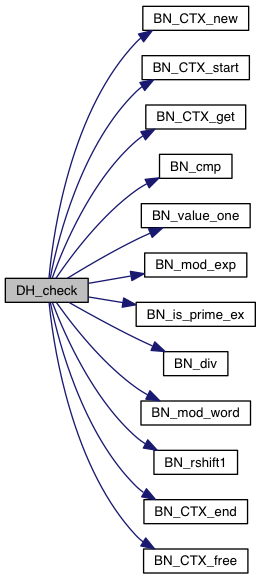 BN_CTX_new
BN_CTX_start
BN_CTX_get
BN_cmp
BN_value_one
BN_mod_exp
DH_check
BN_is_prime_ex
BN_div
BN_mod_word
BN_rshift1
BN_CTX_end
BN_CTX_free